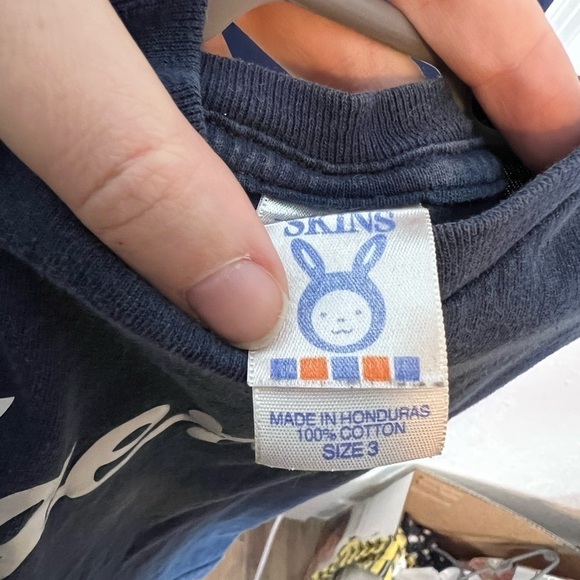 SKINS
MADE IN HONDURAS
100% COTTON
SIZE 3